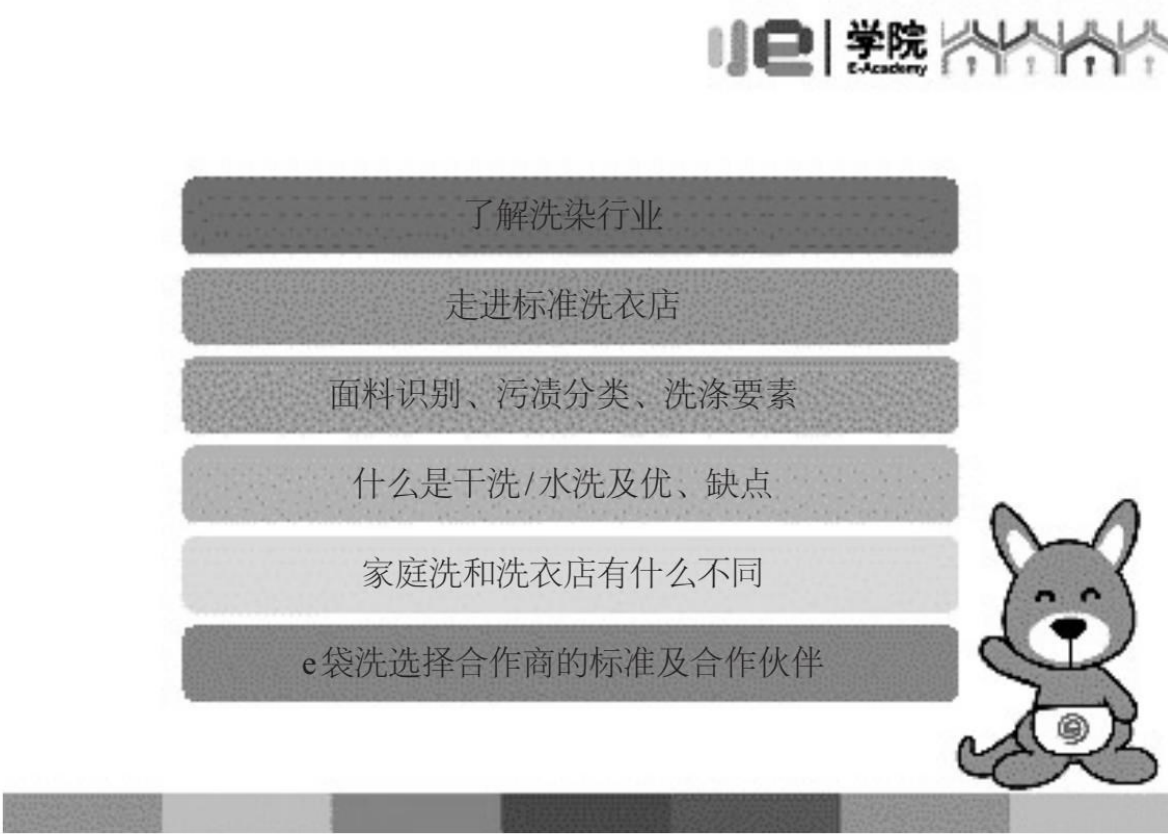 e
学院
E-Academy
了解洗染行业
走进标准洗衣店
面料识别、污渍分类、洗涤要素
什么是干洗/水洗及优、缺点
家庭洗和洗衣店有什么不同
e袋洗选择合作商的标准及合作伙伴